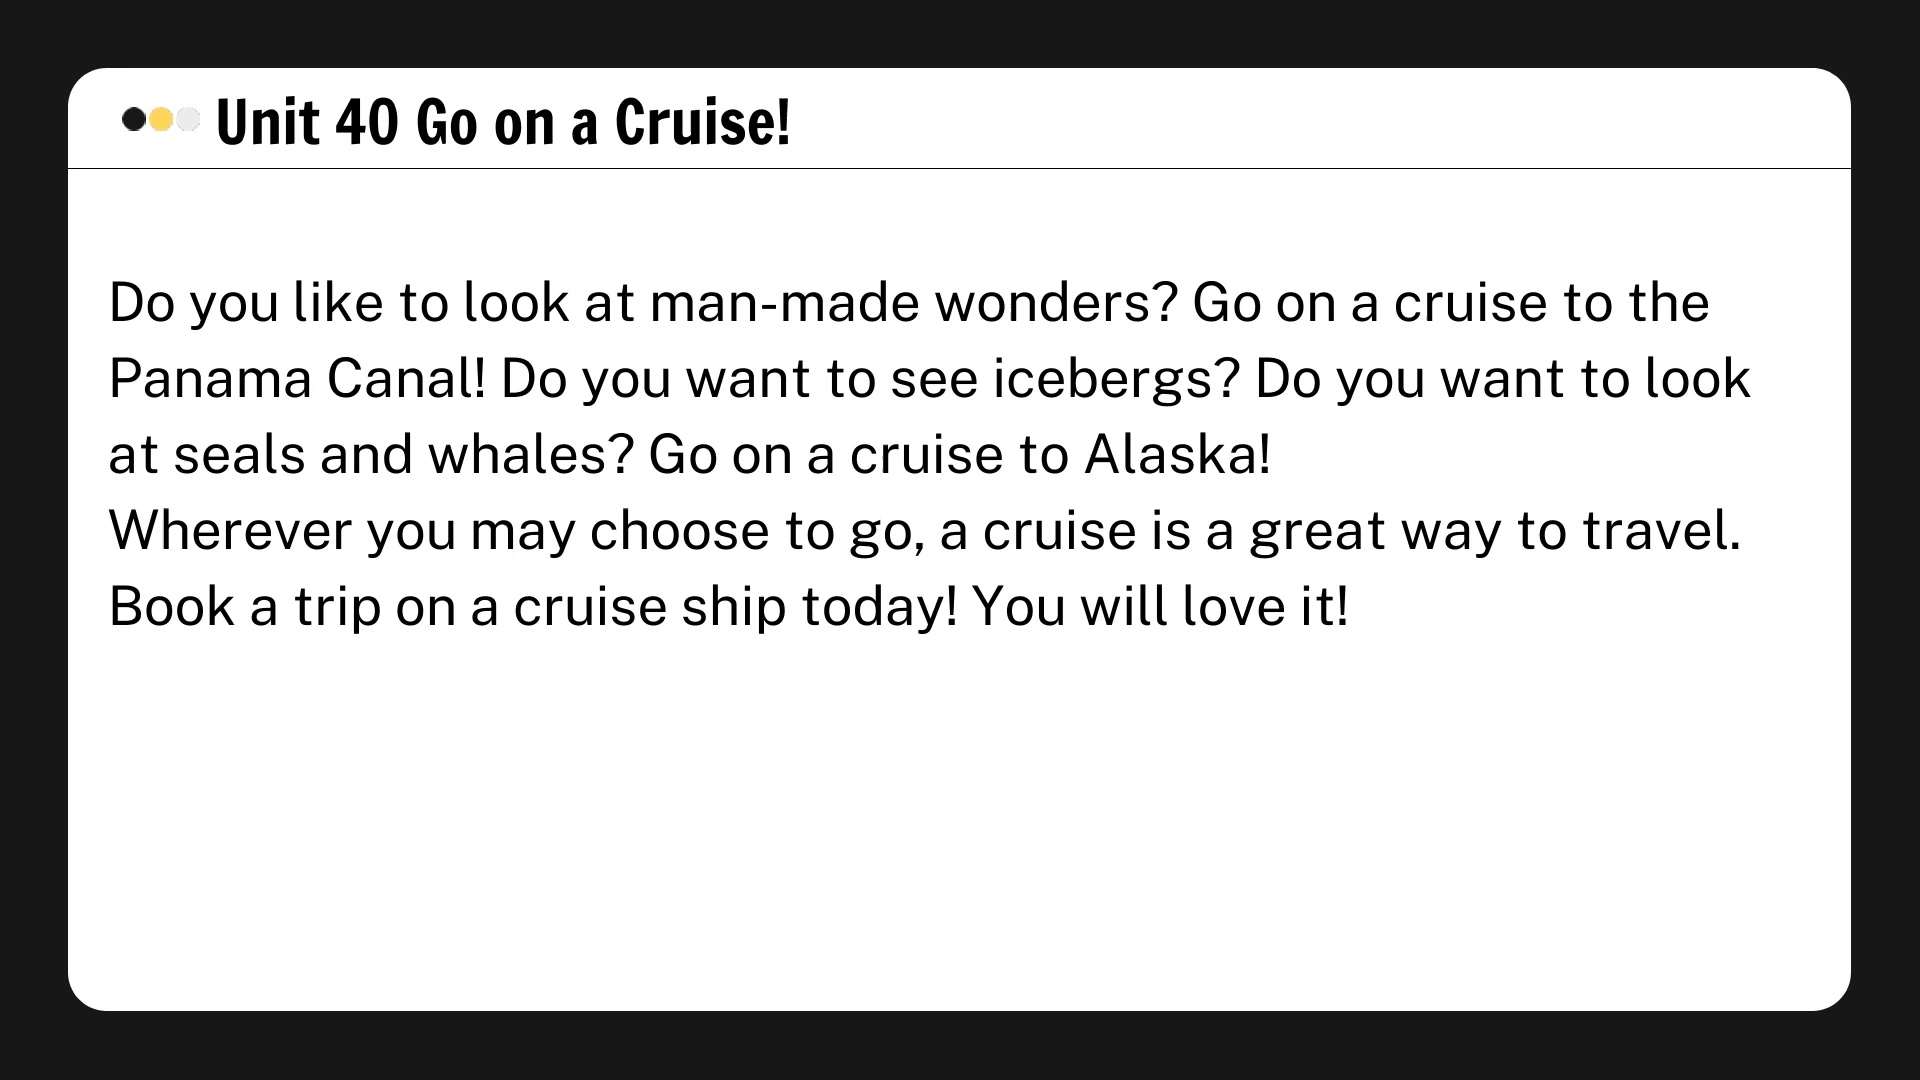 Unit 40 Go on a Cruise!
Do you like to look at man-made wonders? Go on a cruise to the
Panama Canal! Do you want to see icebergs? Do you want to look
at seals and whales? Go on a cruise to Alaska!
Wherever you may choose to go, a cruise is a great way to travel.
Book a trip on a cruise ship today! You will love it!